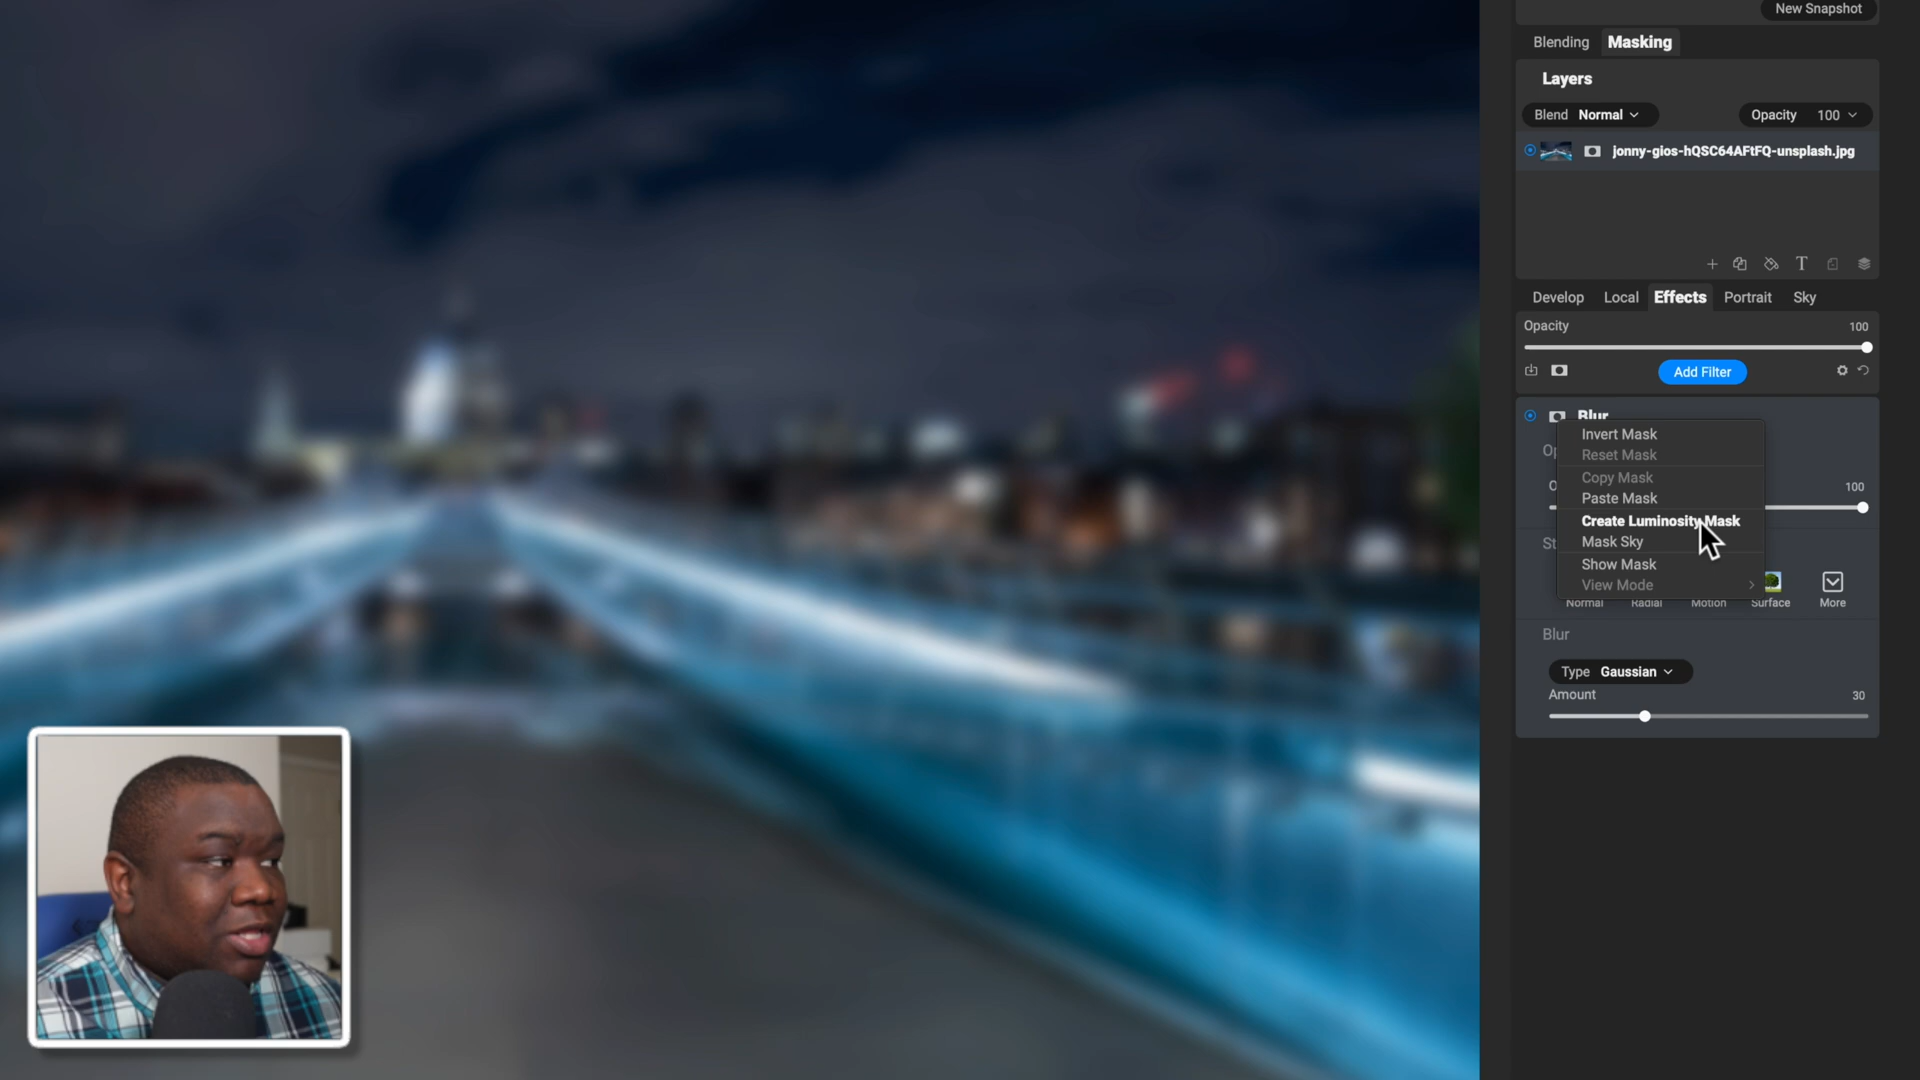 New Snapshot
Blending Masking
Layers
Blend Normal Opacity 100
jonny-gios-hQSC64AFtFQ-unsplash.jpg
T
Develop Local Effects Portrait Sky
Opacity 100
Add Filter
Blur
Invert Mask
Reset Mask
Copy Mask
100
Paste Mask
Create Luminosity Mask
Mask Sky
Show Mask
View Mode
Normal Radial Motion Surface More
Blur
Type Gaussian
Amount 30